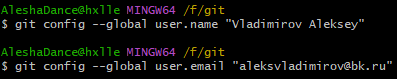 AleshaDance@hxlle MINGW64 /f/git
$ git config --global user.name "Vladimirov Aleksey"
AleshaDance@hxlle MINGW64 /f/git
$ git config --global user.email "aleksvladimirov@bk.ru"